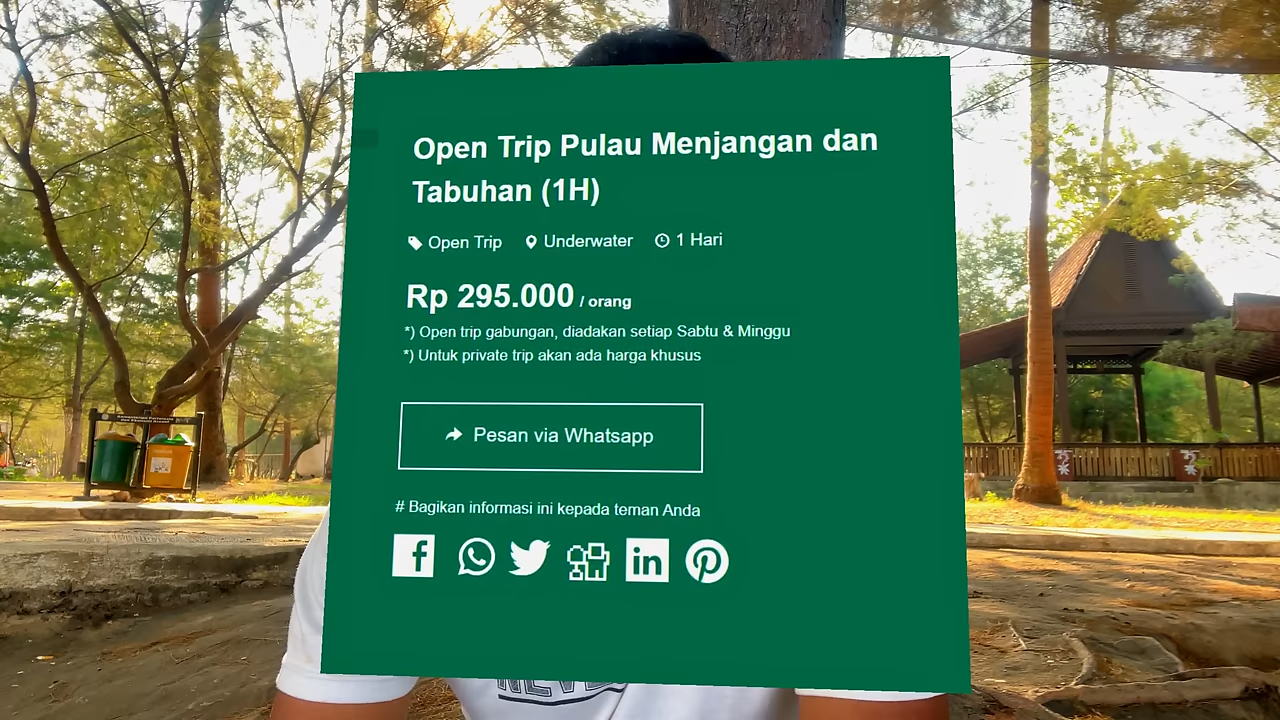 Open Trip Pulau Menjangan dan
Tabuhan (1H)
Open Trip Underwater 1 Hari
Rp 295.000 / orang
*) Open trip gabungan, diadakan setiap Sabtu & Minggu
*) Untuk private trip akan ada harga khusus
Pesan via Whatsapp
# Bagikan informasi ini kepada teman Anda